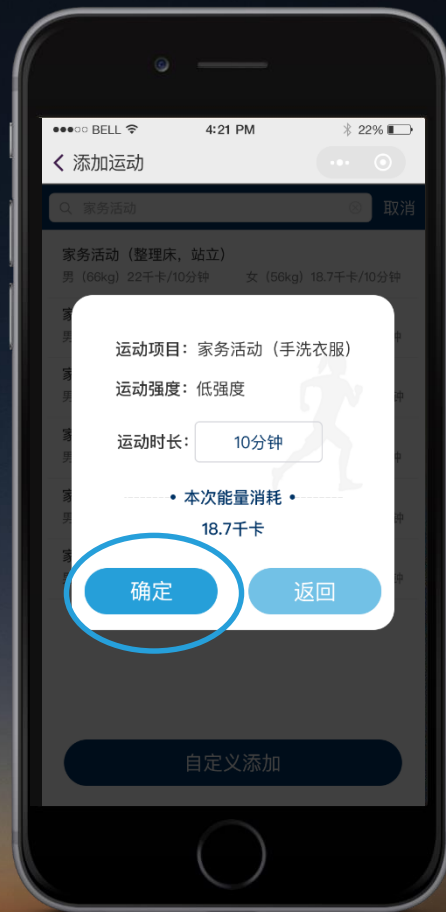 BELL 4:21 PM 22%
添加运动
家务活动 取消
家务活动（整理床，站立）
男（66kg）22千卡/10分钟 女（56kg）18.7千卡/10分钟
运动项目：家务活动（手洗衣服）
运动强度：低强度
运动时长： 10分钟
• 本次能量消耗 •
18.7千卡
确定 返回
自定义添加